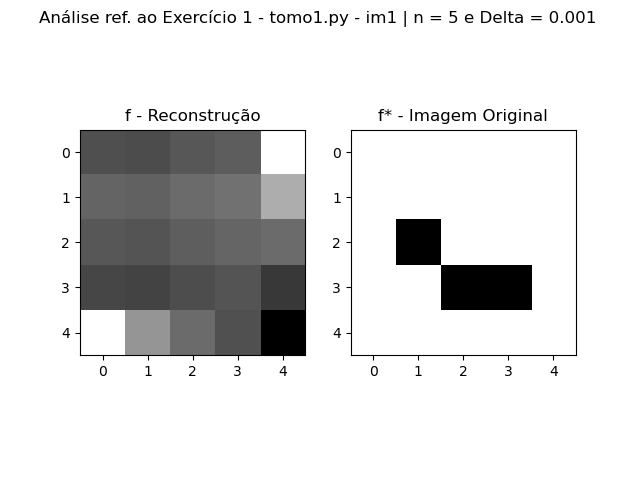 Análise ref. ao Exercício 1 - tomo1.py - im1 | n = 5 e Delta = 0.001
f - Reconstrução
f* - Imagem Original
0
1
2
3
4
0 1 2 3 4
0
1
2
3
4
0 1 2 3 4